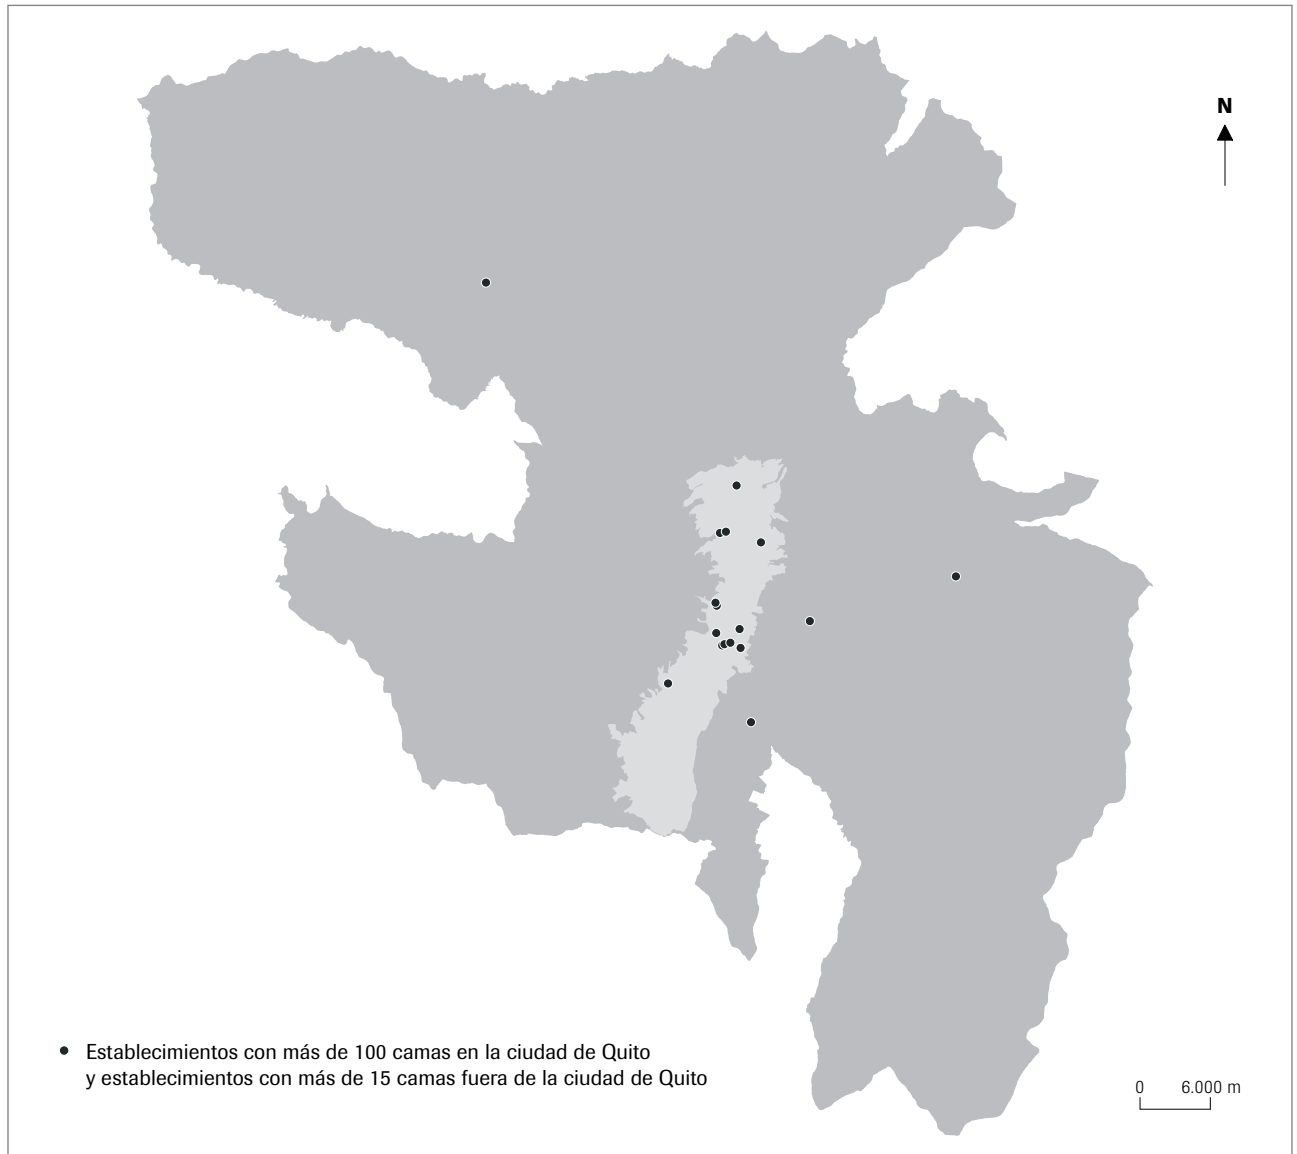 N
Establecimientos con más de 100 camas en la ciudad de Quito
y establecimientos con más de 15 camas fuera de la ciudad de Quito
0 6.000 m